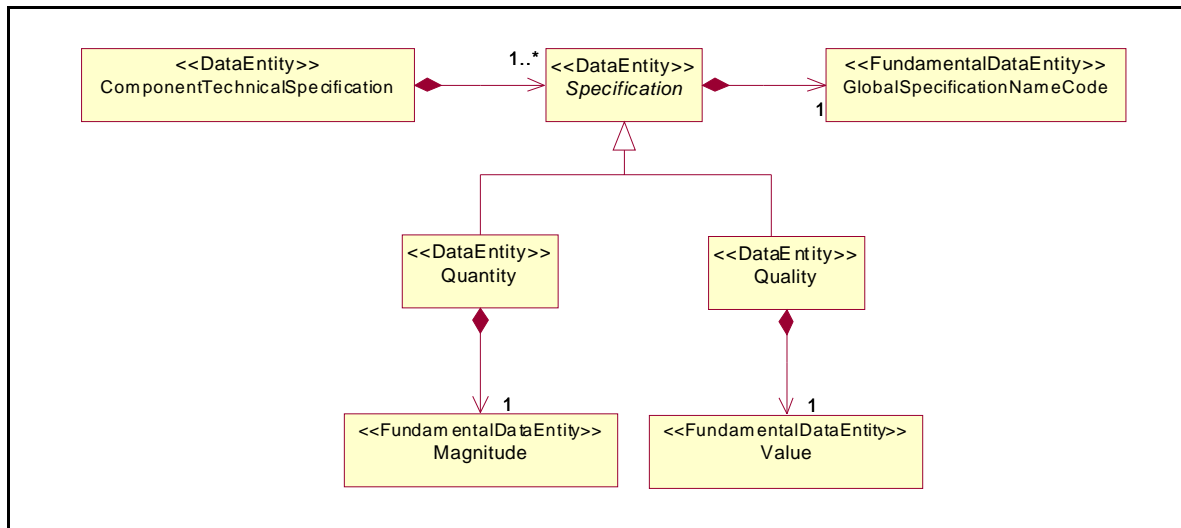 <<DataEntity>>
ComponentTechnicalSpecification
1..*
<<DataEntity>>
Specification
<<FundamentalDataEntity>>
GlobalSpecificationNameCode
1
<<DataEntity>>
Quantity
<<DataEntity>>
Quality
1
<<FundamentalDataEntity>>
Magnitude
1
<<FundamentalDataEntity>>
Value